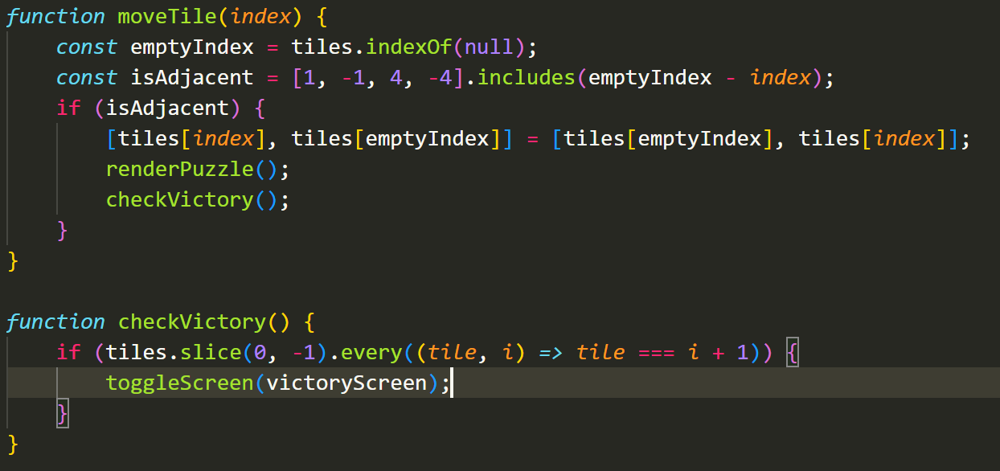 function moveTile(index) {
    const emptyIndex = tiles.indexOf(null);
    const isAdjacent = [1, -1, 4, -4].includes(emptyIndex - index);
    if (isAdjacent) {
        [tiles[index], tiles[emptyIndex]] = [tiles[emptyIndex], tiles[index]];
        renderPuzzle();
        checkVictory();
    }
}

function checkVictory() {
    if (tiles.slice(0, -1).every((tile, i) => tile === i + 1)) {
        toggleScreen(victoryScreen);
    }
}